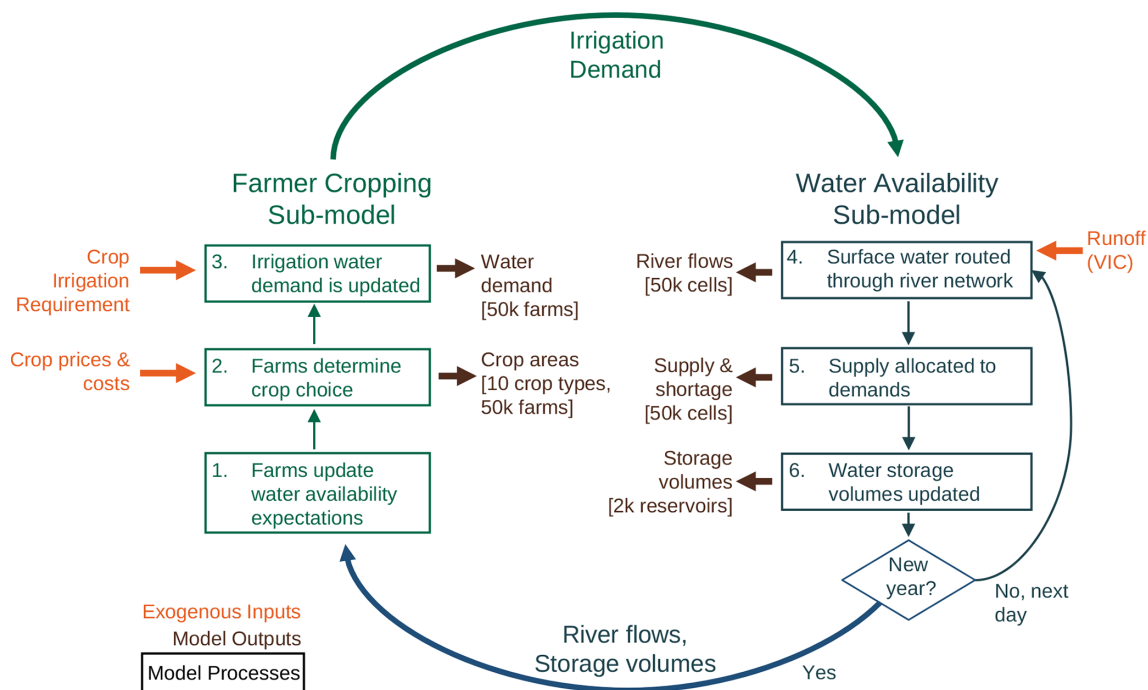 Irrigation
Demand
Farmer Cropping
Sub-model
Crop
Irrigation
Requirement
3. Irrigation water
demand is updated
Water
demand
[50k farms]
Crop prices &
costs
2. Farms determine
crop choice
Crop areas
[10 crop types,
50k farms]
1. Farms update
water availability
expectations
Water Availability
Sub-model
River flows
[50k cells]
4. Surface water routed
through river network
Runoff
(VIC)
Supply &
shortage
[50k cells]
5. Supply allocated to
demands
Storage
volumes
[2k reservoirs]
6. Water storage
volumes updated
New
year?
No, next
day
Yes
River flows,
Storage volumes
Exogenous Inputs
Model Outputs
Model Processes